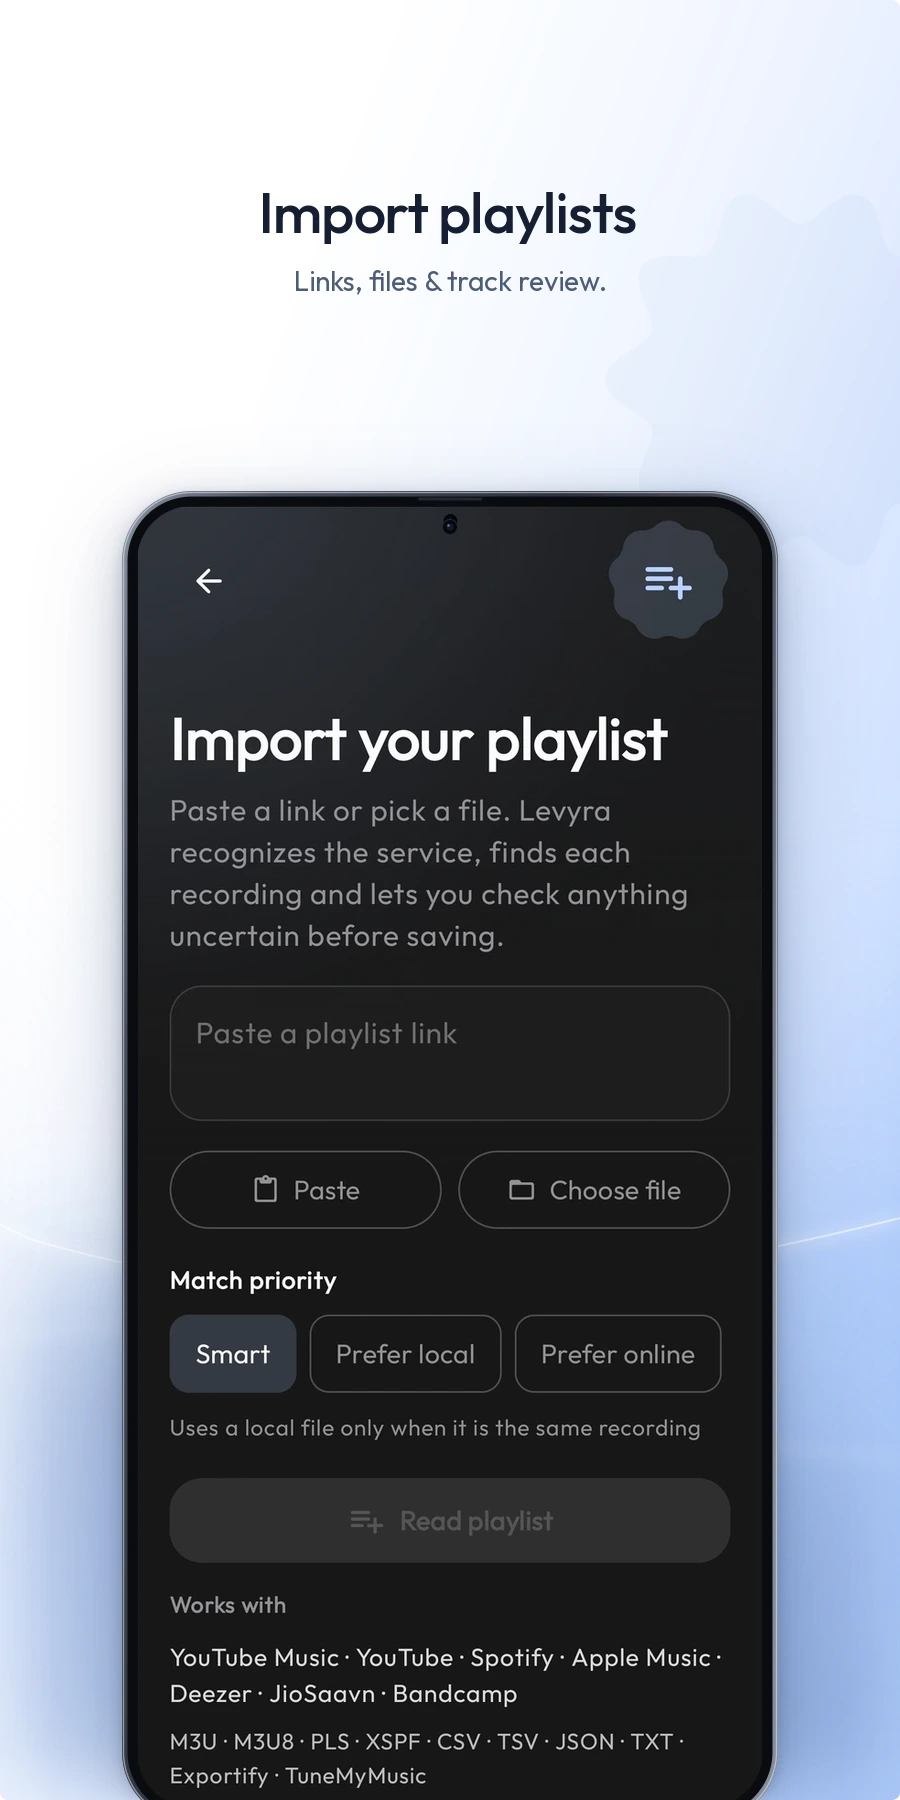 Import playlists
Links, files & track review.
Import your playlist
Paste a link or pick a file. Levyra
recognizes the service, finds each
recording and lets you check anything
uncertain before saving.
Paste a playlist link
Paste
Choose file
Match priority
Smart
Prefer local
Prefer online
Uses a local file only when it is the same recording
Read playlist
Works with
YouTube Music · YouTube · Spotify · Apple Music ·
Deezer · JioSaavn · Bandcamp
M3U · M3U8 · PLS · XSPF · CSV · TSV · JSON · TXT ·
Exportify · TuneMyMusic